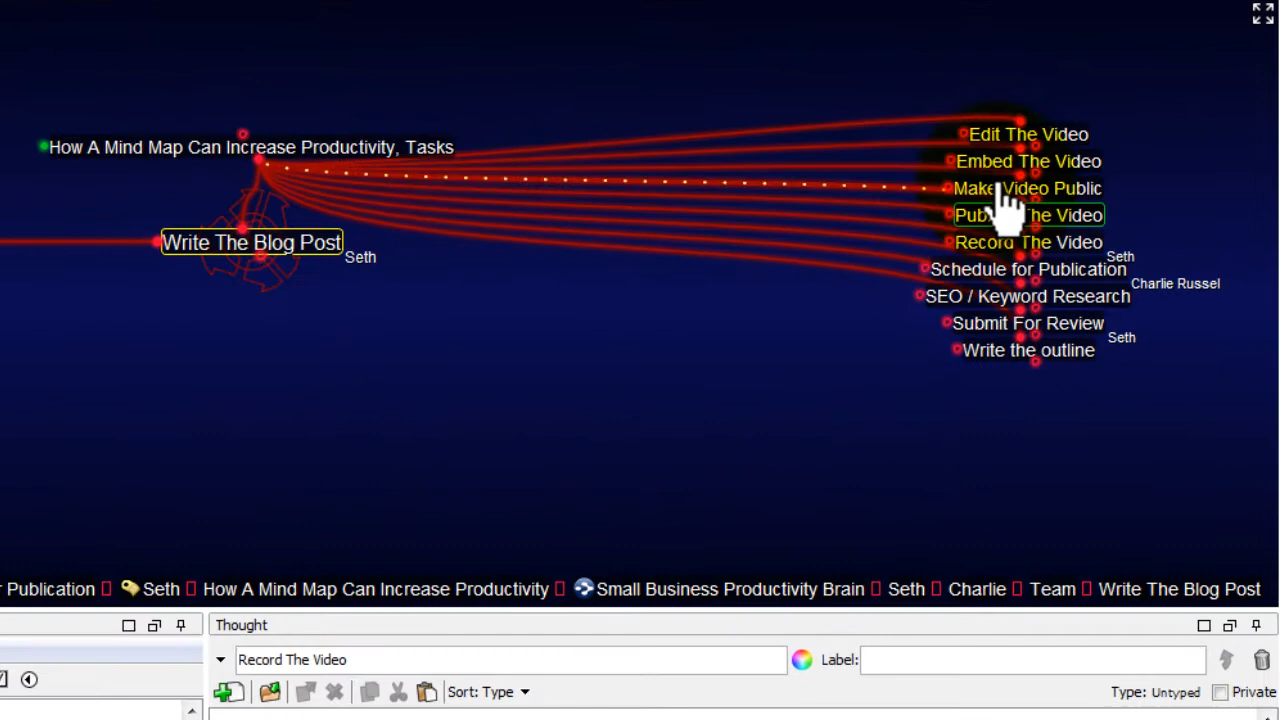 How A Mind Map Can Increase Productivity, Tasks
Write The Blog Post
Seth
Edit The Video
Embed The Video
Make Video Public
The Video
Record The Video
Seth
Schedule for Publication
Charlie Russel
SEO / Keyword Research
Submit For Review
Seth
Write the outline
r Publication Seth How A Mind Map Can Increase Productivity Small Business Productivity Brain Seth Charlie Team Write The Blog Post
Thought
Record The Video Label:
Sort: Type Type: Untyped Private